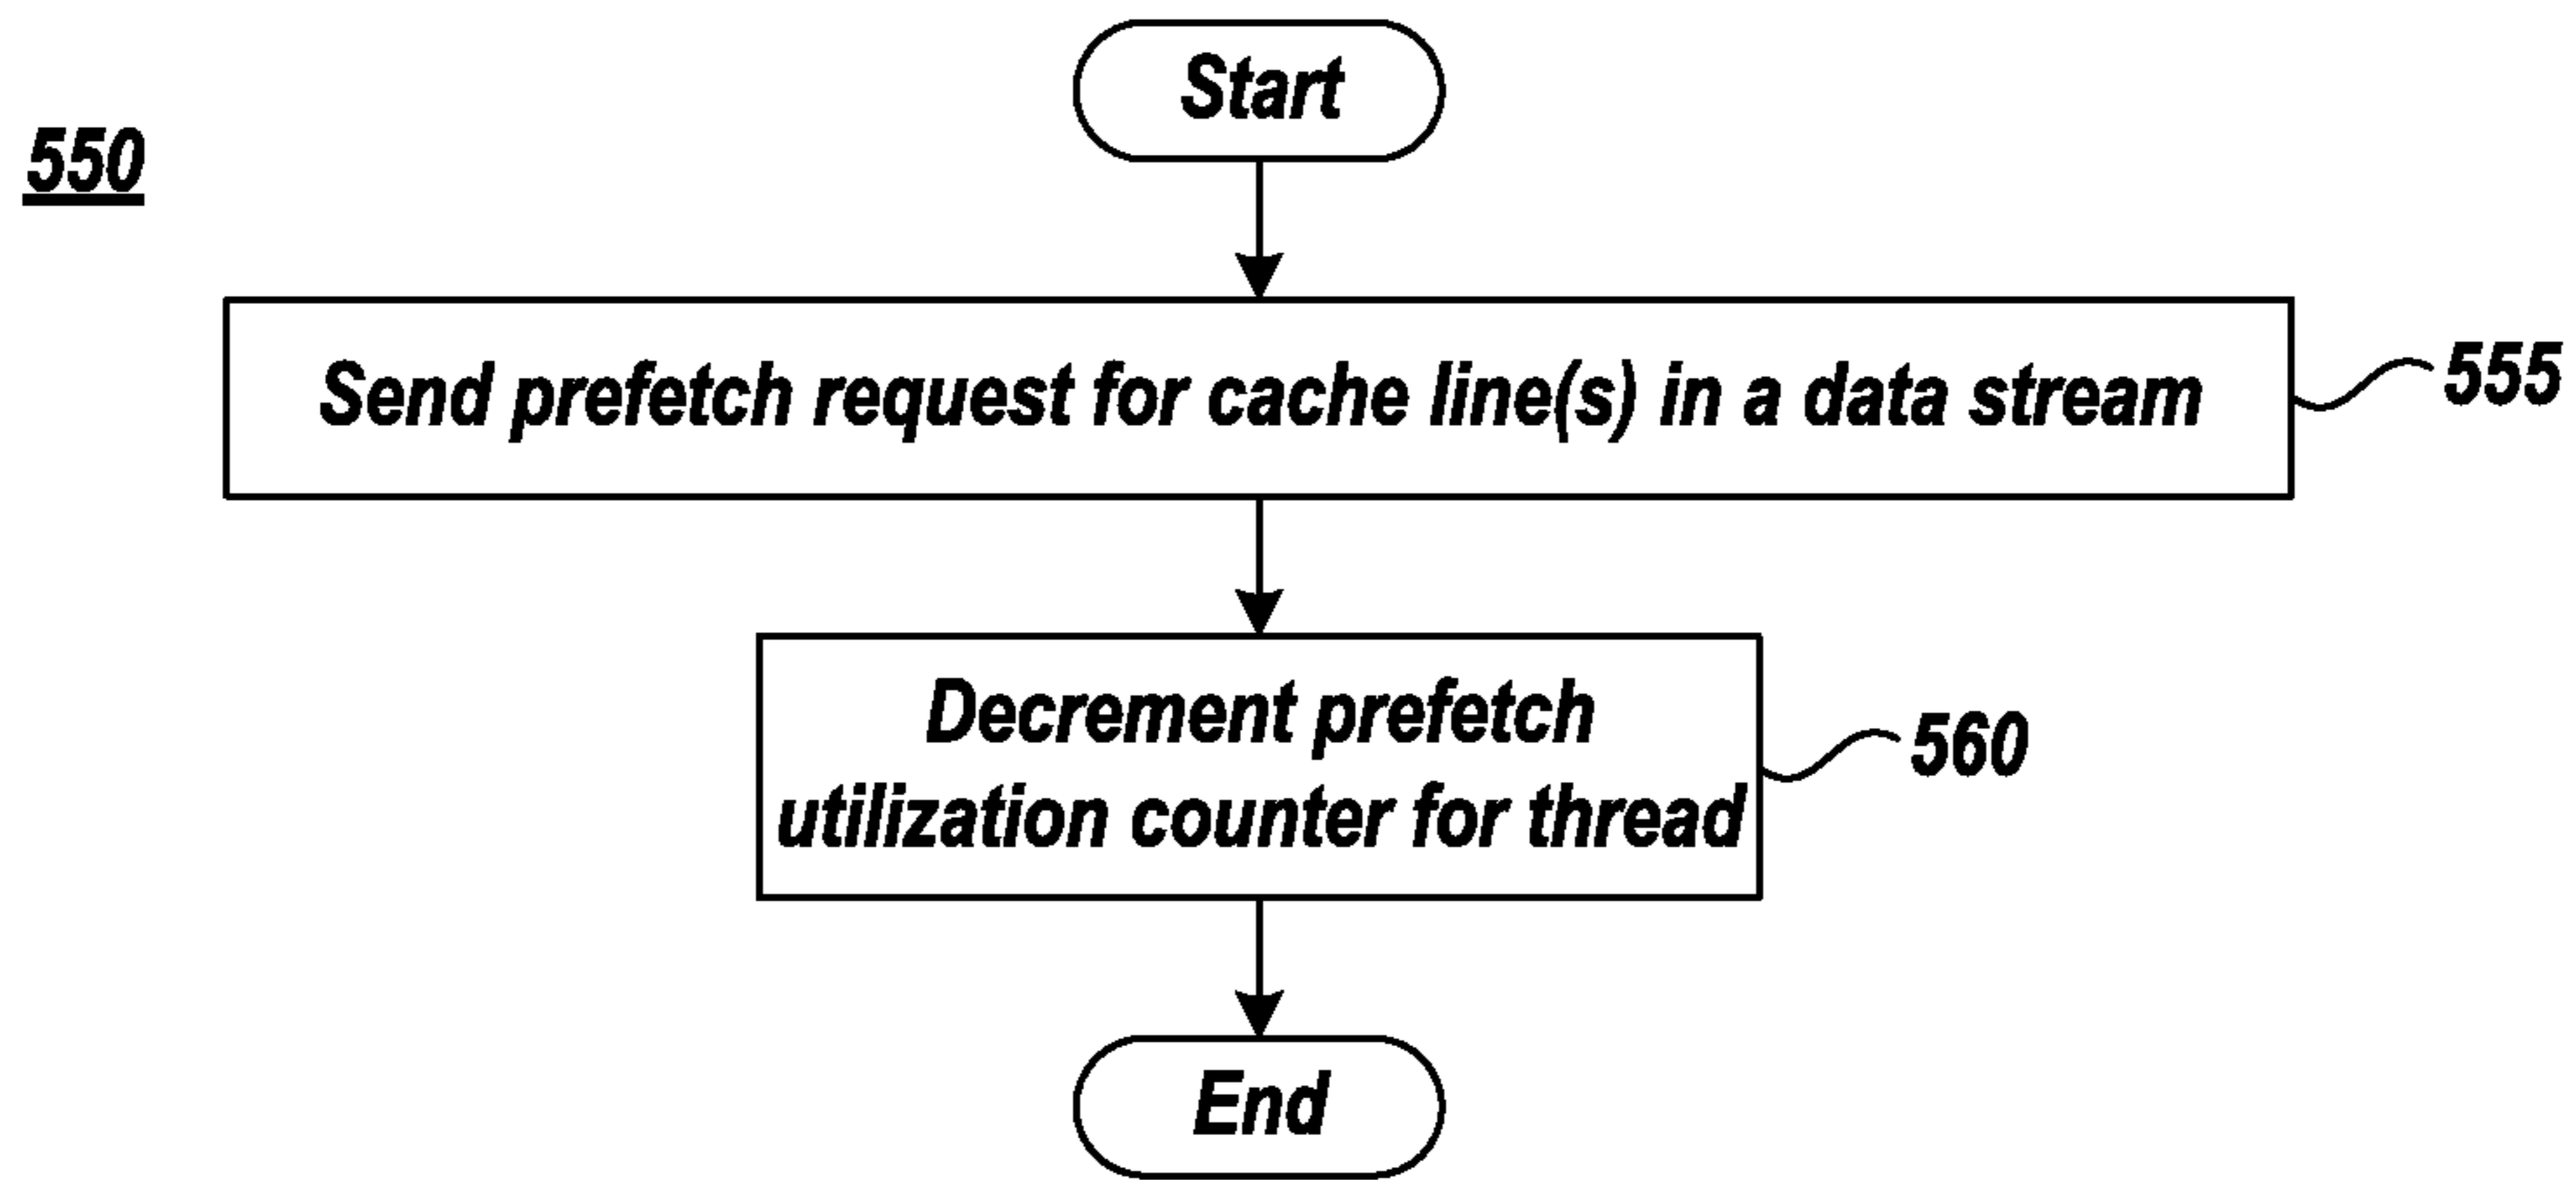 Start
550
Send prefetch request for cache line(s) in a data stream
555
Decrement prefetch
utilization counter for thread
560
End